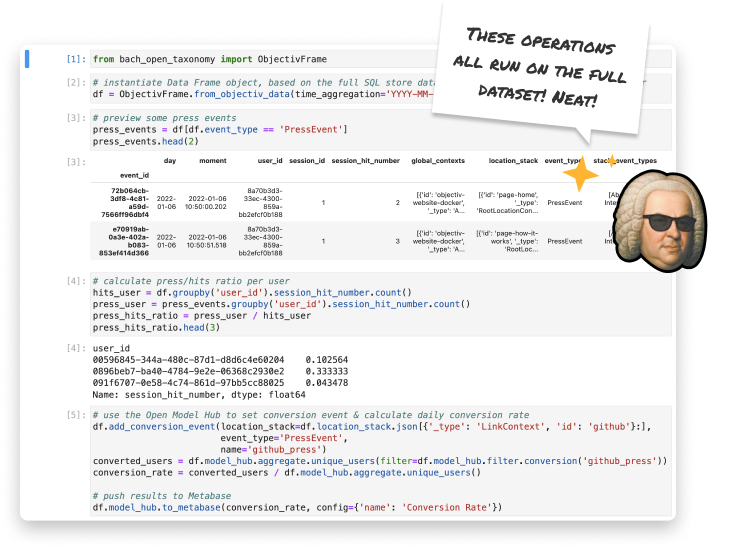 THESE OPERATIONS
ALL RUN ON THE FULL
DATASET! NEAT!
[1]: from bach_open_taxonomy import ObjectivFrame
[2]: # instantiate Data Frame object, based on the full SQL store
df = ObjectivFrame.from_objectiv_data(time_aggregation='YYYY-MM-
[3]: # preview some press events
press_events = df[df.event_type == 'PressEvent']
press_events.head(2)
[3]: day moment user_id session_id session_hit_number global_contexts location_stack event_type event_types
event_id
72b064cb- 8a70b3d3- [{'id': 'objectiv- [{'id': 'page-home',
3df8-4c81- 2022- 2022-01-06 33ec-4300- 1 2 website-docker', '_type': PressEvent
a59d- 01-06 10:50:00.202 859a- '_type': 'A... 'RootLocationCon...
7566ff96dbf4 bb2efcf0b188
e70919ab- 8a70b3d3- [{'id': 'objectiv- [{'id': 'page-how-it-
0a3e-402a- 2022- 2022-01-06 33ec-4300- 1 3 website-docker', works', '_type': PressEvent
b083- 01-06 10:50:51.518 859a- '_type': 'A... 'RootLoc...
853ef414d366 bb2efcf0b188
[4]: # calculate press/hits ratio per user
hits_user = df.groupby('user_id').session_hit_number.count()
press_user = press_events.groupby('user_id').session_hit_number.count()
press_hits_ratio = press_user / hits_user
press_hits_ratio.head(3)
[4]: user_id
00596845-344a-480c-87d1-d8d6c4e60204 0.102564
0896beb7-ba40-4784-9e2e-06368c2930e2 0.333333
091f6707-0e58-4c74-861d-97bb5cc88025 0.043478
Name: session_hit_number, dtype: float64
[5]: # use the Open Model Hub to set conversion event & calculate daily conversion rate
df.add_conversion_event(location_stack=df.location_stack.json[{'_type': 'LinkContext', 'id': 'github'}:],
event_type='PressEvent',
name='github_press')
converted_users = df.model_hub.aggregate.unique_users(filter=df.model_hub.filter.conversion('github_press'))
conversion_rate = converted_users / df.model_hub.aggregate.unique_users()
# push results to Metabase
df.model_hub.to_metabase(conversion_rate, config={'name': 'Conversion Rate'})